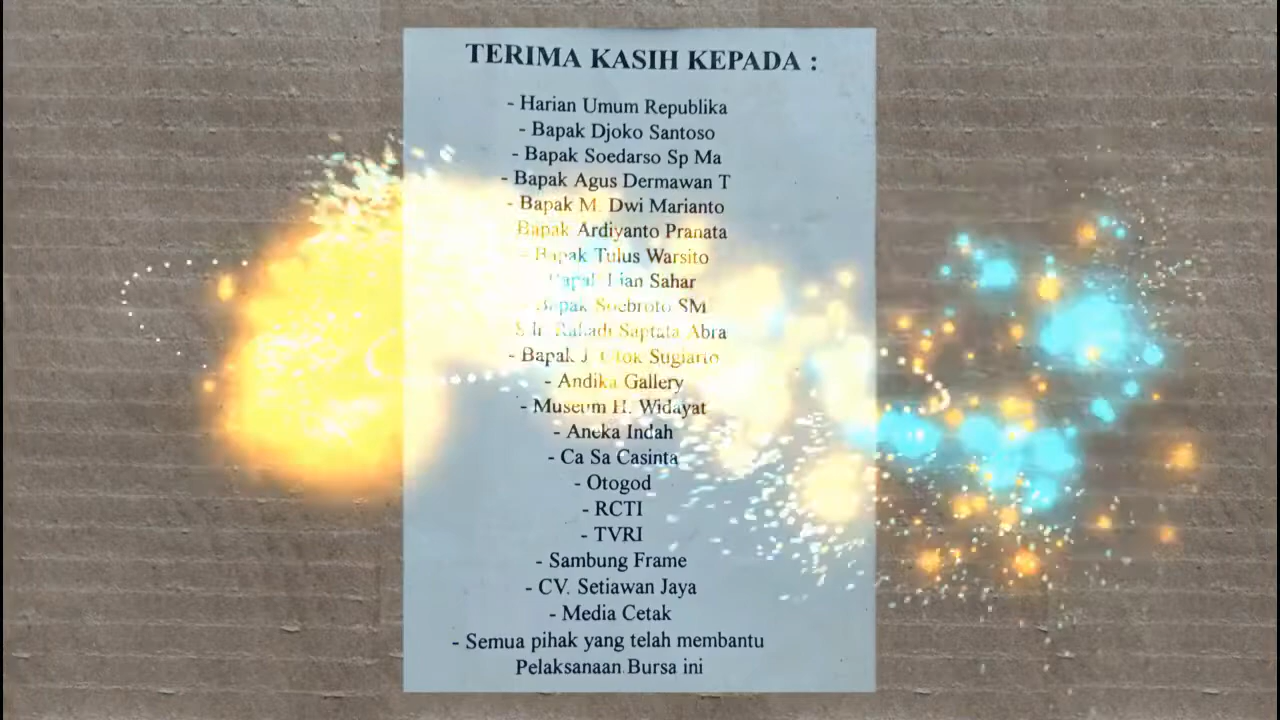 TERIMA KASIH KEPADA :
- Harian Umum Republika
- Bapak Djoko Santoso
- Bapak Soedarso Sp Ma
- Bapak Agus Dermawan T
- Bapak M. Dwi Marianto
Bapak Ardiyanto Pranata
- Bapak Tulus Warsito
Bapak Lian Sahar
- Bapak Soebroto SM
Saptata Abra
- Bapak J. Sugiarto
- Andika Gallery
- Museum H. Widayat
- Aneka Indah
- Ca Sa Casinta
- Otogod
- RCTI
- TVRI
- Sambung Frame
- CV. Setiawan Jaya
- Media Cetak
- Semua pihak yang telah membantu
Pelaksanaan Bursa ini